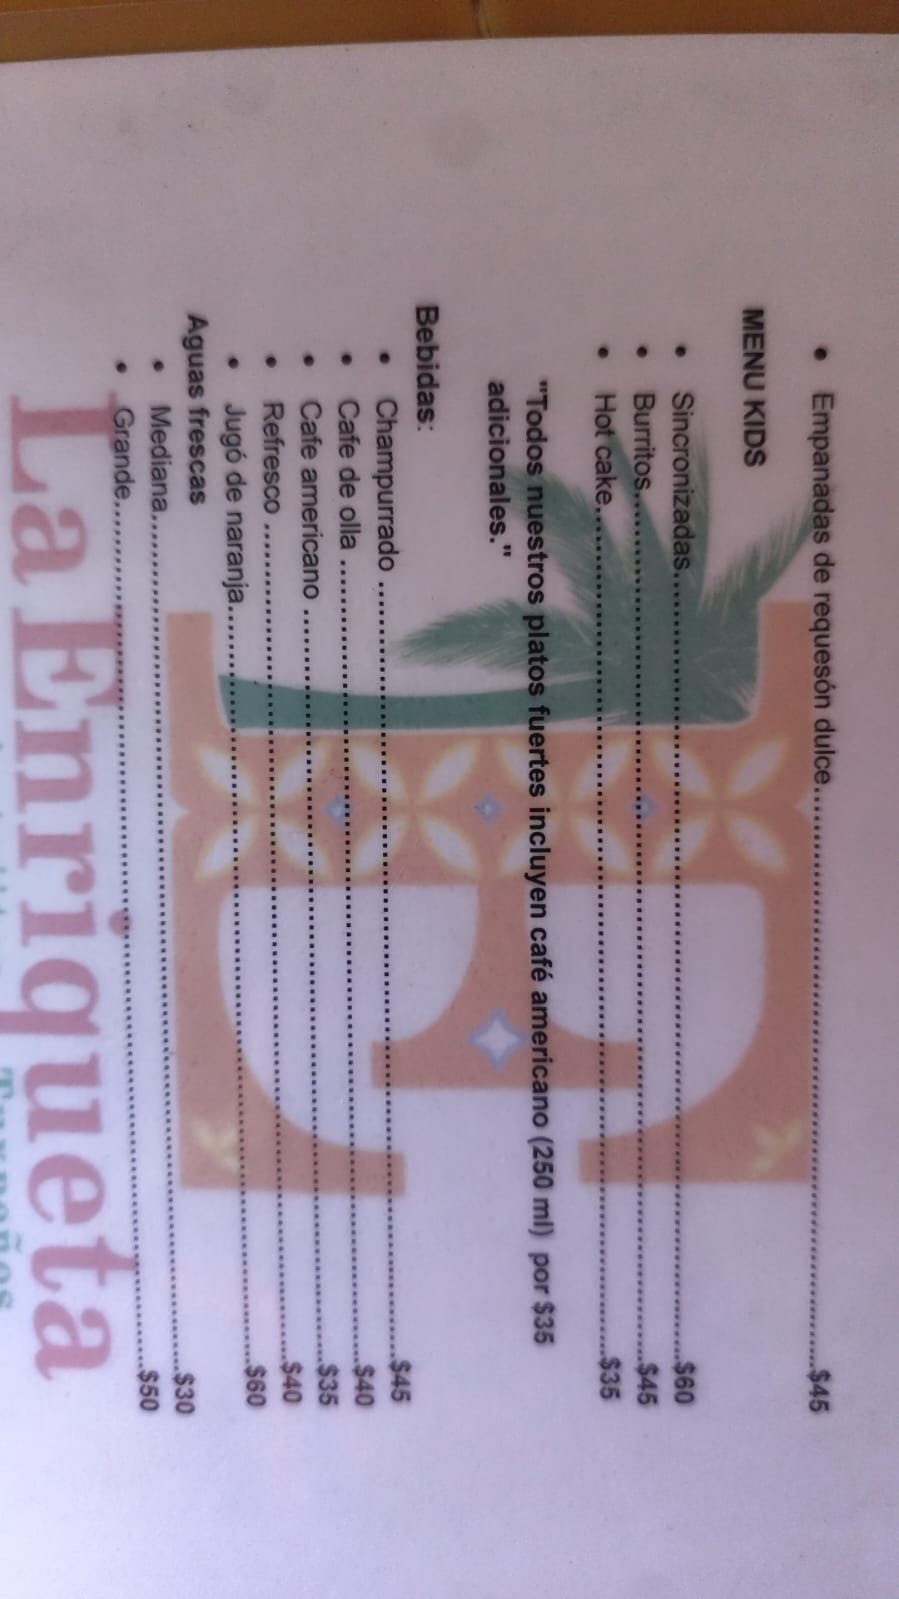 • Empanadas de requesón dulce........................................................................$45
MENU KIDS
• Sincronizadas........................................................................................$60
• Burritos........................................................................................$45
• Hot cake........................................................................................$35
"Todos nuestros platos fuertes incluyen café americano (250 ml) por $35
adicionales."
Bebidas:
• Champurrado ........................................................................................$45
• Cafe de olla ........................................................................................$40
• Cafe americano ........................................................................................$35
• Refresco ........................................................................................$40
• Jugó de naranja........................................................................................$60
Aguas frescas
• Mediana........................................................................................$30
• Grande........................................................................................$50
La Enriqueta
Tuxpeños